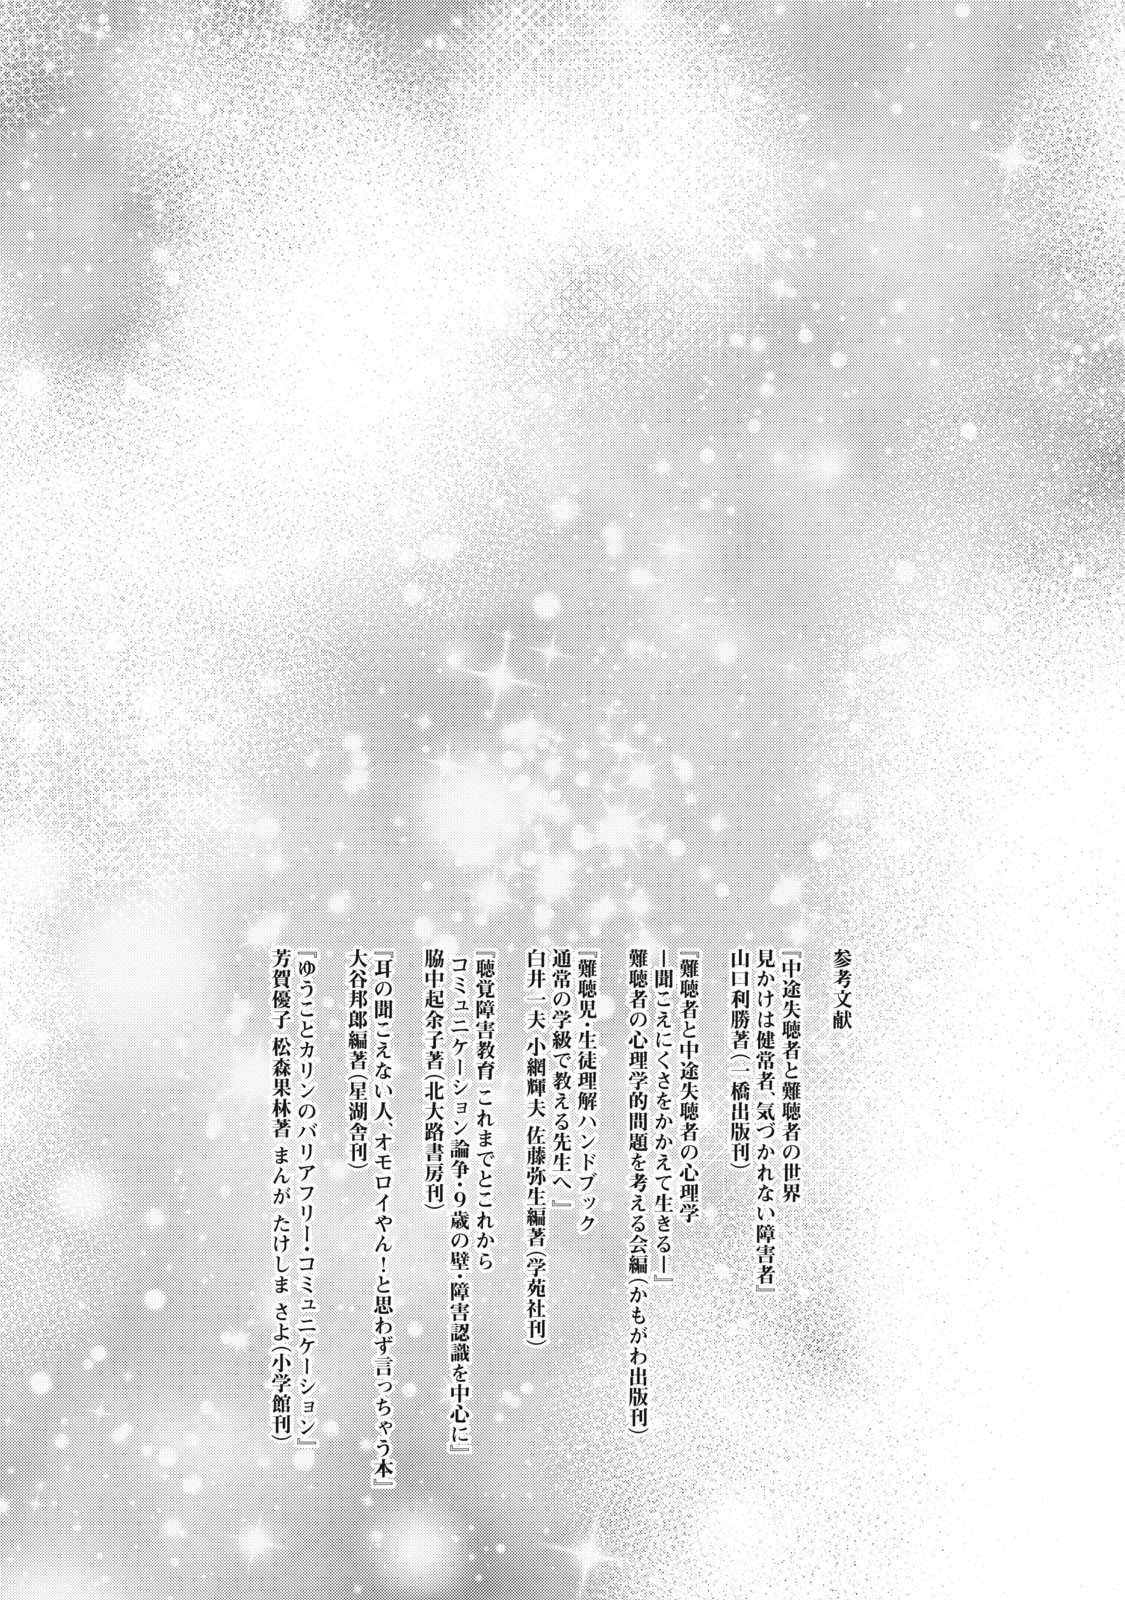 参考文献
『中途失聴者と難聴者の世界
見かけは健常者、気づかれない障害者』
山口利勝著(一橋出版刊)
『難聴者と中途失聴者の心理学
―聞こえにくさをかかえて生きる―』
難聴者の心理学的問題を考える会編(かもがわ出版刊)
『難聴児・生徒理解ハンドブック
通常の学級で教える先生へ』
白井一夫 小網輝夫 佐藤弥生編著(学苑社刊)
『聴覚障害教育 これまでとこれから
コミュニケーション論争・9歳の壁・障害認識を中心に』
脇中起余子著(北大路書房刊)
『耳の聞こえない人、オモロイやん!と思わず言っちゃう本』
大谷邦郎編著(星湖舎刊)
『ゆうことカリンのバリアフリー・コミュニケーション』
芳賀優子 松森果林著 まんが たけしま さよ(小学館刊)